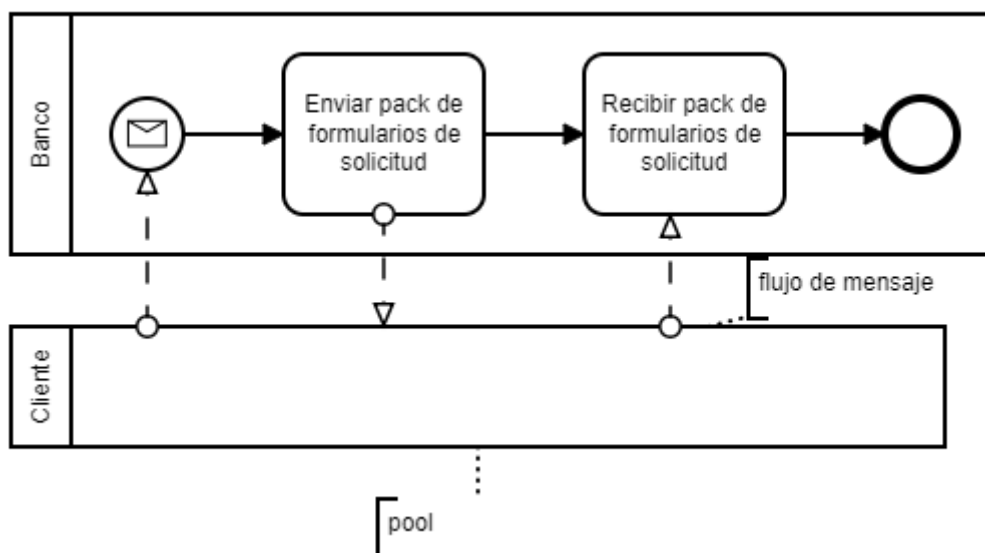 Banco
Enviar pack de
formularios de
solicitud
Recibir pack de
formularios de
solicitud
flujo de mensaje
Cliente
pool